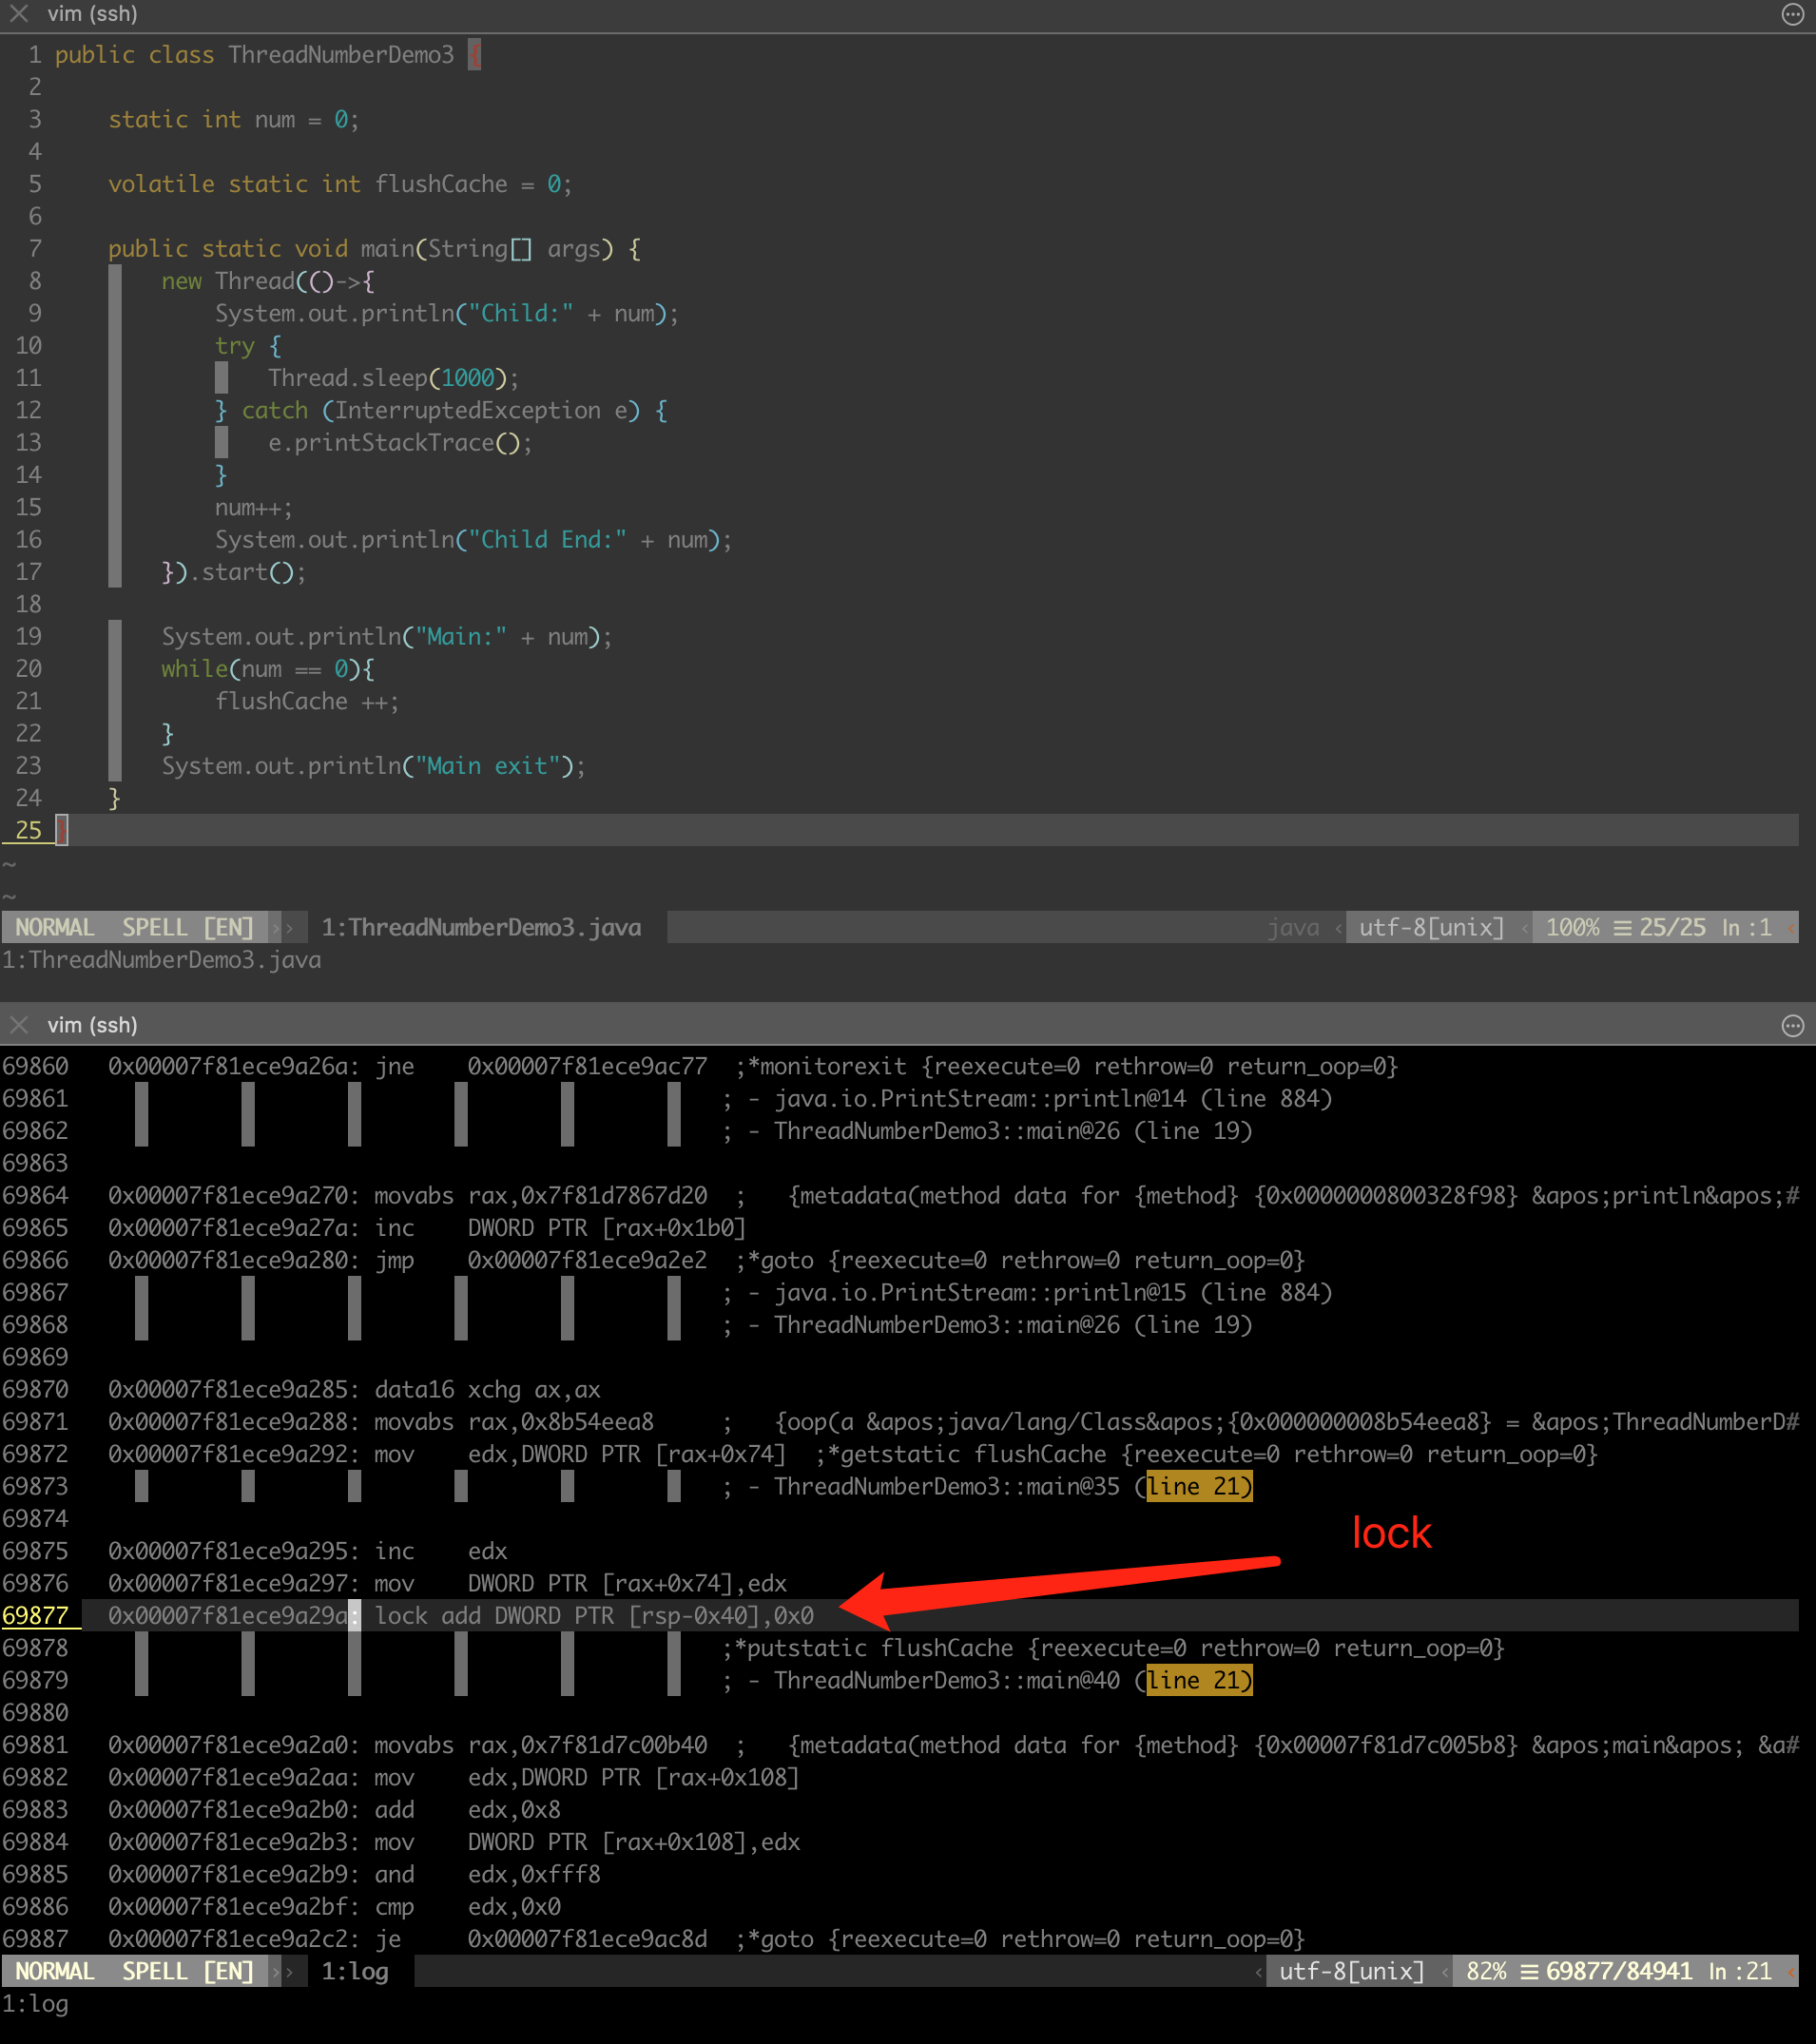 vim (ssh)
1 public class ThreadNumberDemo3 {
2
3 static int num = 0;
4
5 volatile static int flushCache = 0;
6
7 public static void main(String[] args) {
8 new Thread(()->{
9 System.out.println("Child:" + num);
10 try {
11 Thread.sleep(1000);
12 } catch (InterruptedException e) {
13 e.printStackTrace();
14 }
15 num++;
16 System.out.println("Child End:" + num);
17 }).start();
18
19 System.out.println("Main:" + num);
20 while(num == 0){
21 flushCache ++;
22 }
23 System.out.println("Main exit");
24 }
25 }
~
~
NORMAL SPELL [EN] 1:ThreadNumberDemo3.java java ‹ utf-8[unix] ‹ 100% ☰ 25/25 ln :1 ‹
1:ThreadNumberDemo3.java
vim (ssh)
69860 0x00007f81ece9a26a: jne 0x00007f81ece9ac77 ;*monitorexit {reexecute=0 rethrow=0 return_oop=0}
69861 ; - java.io.PrintStream::println@14 (line 884)
69862 ; - ThreadNumberDemo3::main@26 (line 19)
69863
69864 0x00007f81ece9a270: movabs rax,0x7f81d7867d20 ; {metadata(method data for {method} {0x0000000800328f98} &apos;println&apos;#
69865 0x00007f81ece9a27a: inc DWORD PTR [rax+0x1b0]
69866 0x00007f81ece9a280: jmp 0x00007f81ece9a2e2 ;*goto {reexecute=0 rethrow=0 return_oop=0}
69867 ; - java.io.PrintStream::println@15 (line 884)
69868 ; - ThreadNumberDemo3::main@26 (line 19)
69869
69870 0x00007f81ece9a285: data16 xchg ax,ax
69871 0x00007f81ece9a288: movabs rax,0x8b54eea8 ; {oop(a &apos;java/lang/Class&apos;{0x000000008b54eea8} = &apos;ThreadNumberD#
69872 0x00007f81ece9a292: mov edx,DWORD PTR [rax+0x74] ;*getstatic flushCache {reexecute=0 rethrow=0 return_oop=0}
69873 ; - ThreadNumberDemo3::main@35 (line 21)
69874
lock
69875 0x00007f81ece9a295: inc edx
69876 0x00007f81ece9a297: mov DWORD PTR [rax+0x74],edx
69877 0x00007f81ece9a29a: lock add DWORD PTR [rsp-0x40],0x0
69878 ;*putstatic flushCache {reexecute=0 rethrow=0 return_oop=0}
69879 ; - ThreadNumberDemo3::main@40 (line 21)
69880
69881 0x00007f81ece9a2a0: movabs rax,0x7f81d7c00b40 ; {metadata(method data for {method} {0x00007f81d7c005b8} &apos;main&apos; &a#
69882 0x00007f81ece9a2aa: mov edx,DWORD PTR [rax+0x108]
69883 0x00007f81ece9a2b0: add edx,0x8
69884 0x00007f81ece9a2b3: mov DWORD PTR [rax+0x108],edx
69885 0x00007f81ece9a2b9: and edx,0xfff8
69886 0x00007f81ece9a2bf: cmp edx,0x0
69887 0x00007f81ece9a2c2: je 0x00007f81ece9ac8d ;*goto {reexecute=0 rethrow=0 return_oop=0}
NORMAL SPELL [EN] 1:log ‹ utf-8[unix] ‹ 82% ☰ 69877/84941 ln :21 ‹
1:log